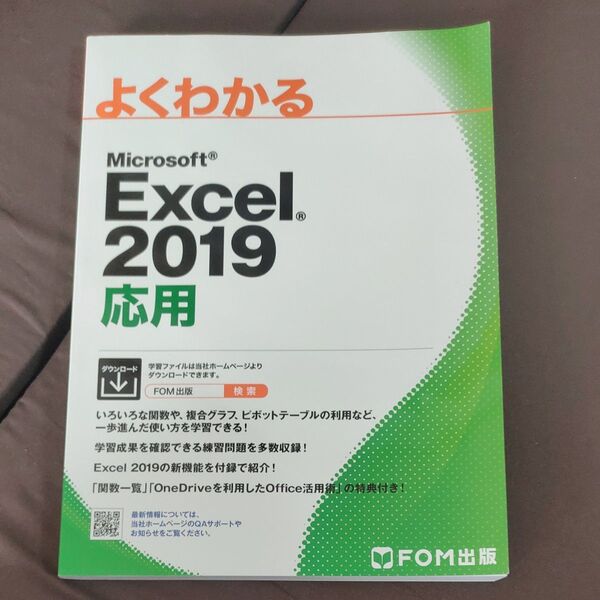 よくわかる
Microsoft®
Excel®
2019
応用
ダウンロード
学習ファイルは当社ホームページより
ダウンロードできます。
FOM出版 検索
いろいろな関数や、複合グラフ、ピボットテーブルの利用など、
一歩進んだ使い方を学習できる!
学習成果を確認できる練習問題を多数収録!
Excel 2019の新機能を付録で紹介!
「関数一覧」「OneDriveを利用したOffice活用術」の特典付き!
最新情報については、
当社ホームページのQAサポートや
お知らせをご覧ください。
FOM出版